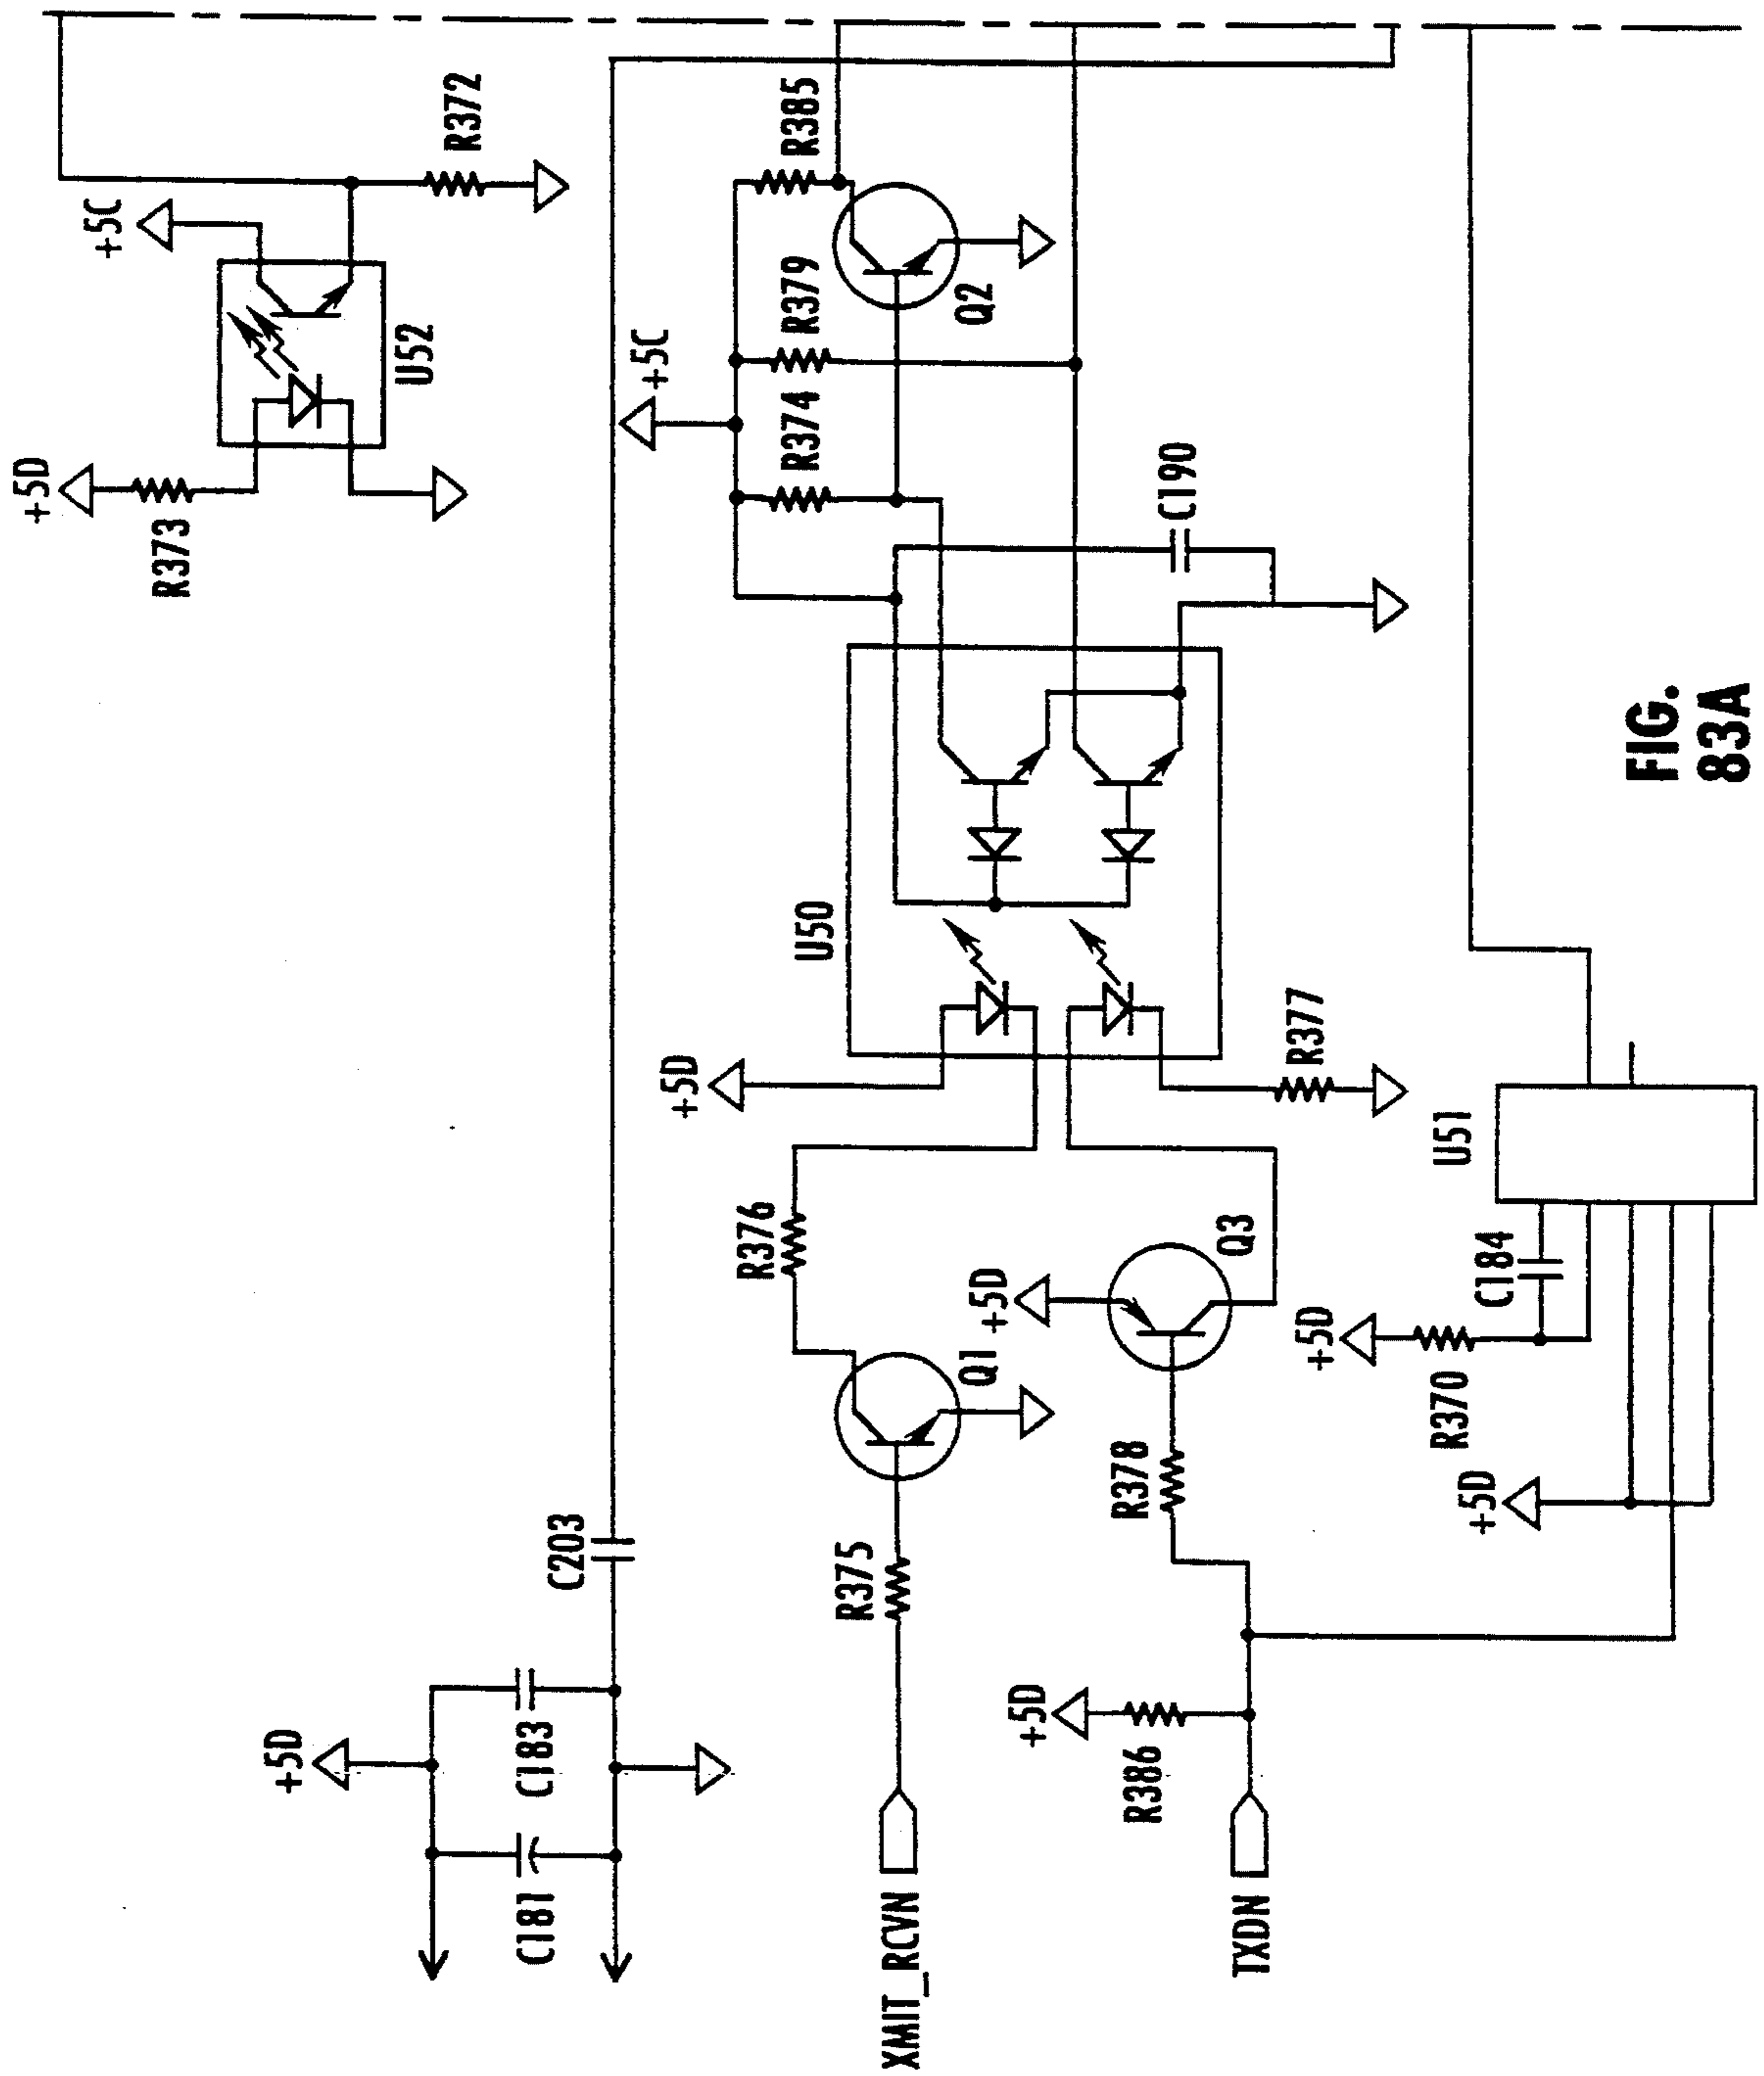 +5D
R373
+5C
U52
R372
C203
+5D
C183
C181
+5C
R374
R379
R385
Q2
C190
U50
+5D
R376
R375
Q1
XMIT_RCVN
+5D
Q3
R377
R378
+5D
R386
TXDN
U51
C184
+5D
R370
+5D
FIG.
83A